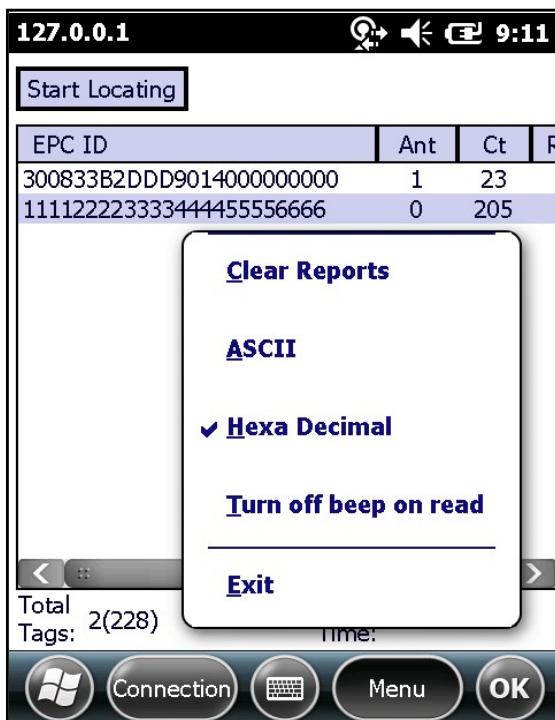 127.0.0.1 9:11
Start Locating
EPC ID Ant Ct R
300833B2DDD9014000000000 1 23
111122223333444455556666 0 205
Clear Reports
ASCII
Hexa Decimal
Turn off beep on read
Exit
Total
Tags: 2(228) Time:
Connection Menu OK